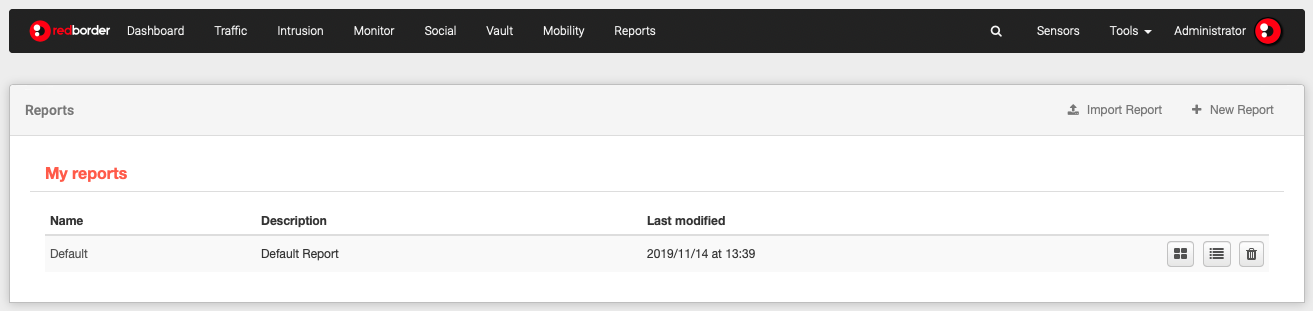 redborder Dashboard Traffic Intrusion Monitor Social Vault Mobility Reports Sensors Tools Administrator
Reports Import Report New Report
My reports
Name Description Last modified
Default Default Report 2019/11/14 at 13:39